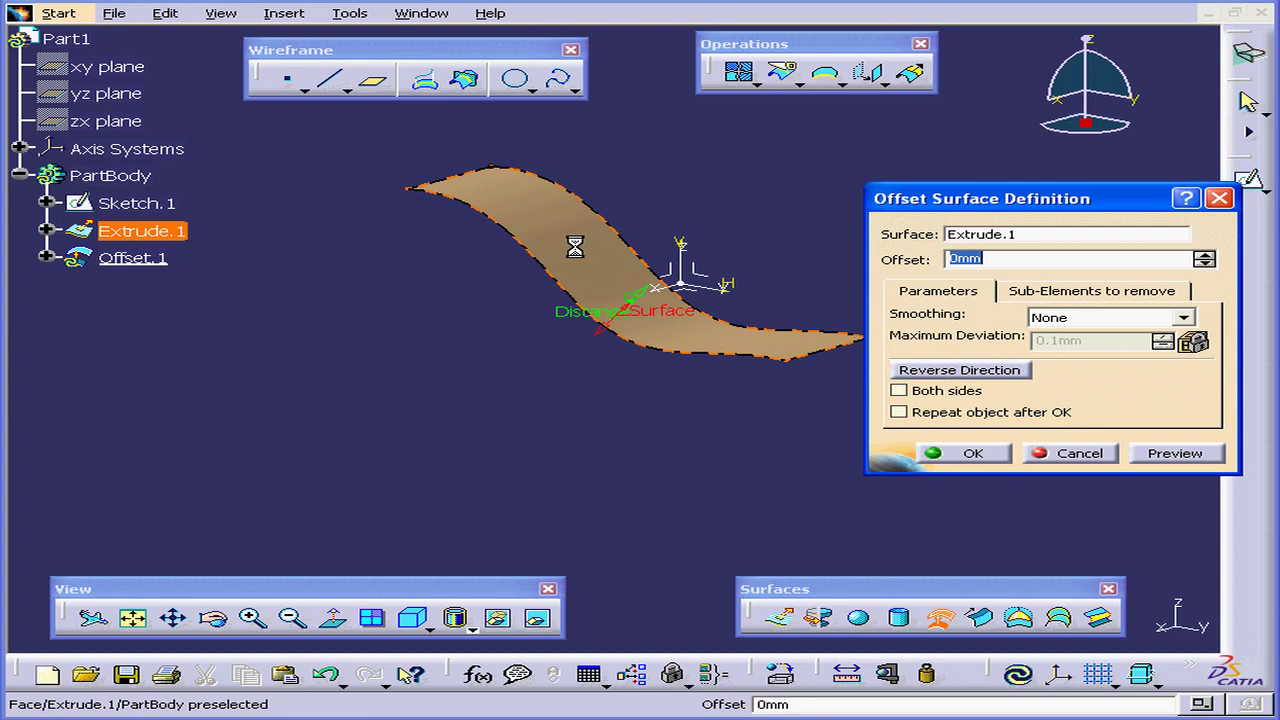 Start File Edit View Insert Tools Window Help
Part1
xy plane
yz plane
zx plane
Axis Systems
PartBody
Sketch.1
Extrude.1
Offset.1
Wireframe
Operations
z
x
y
V
z
H
x
Surface
Offset Surface Definition
Surface: Extrude.1
Offset: 0mm
Parameters Sub-Elements to remove
Smoothing: None
Maximum Deviation: 0.1mm
Reverse Direction
Both sides
Repeat object after OK
OK Cancel Preview
View
Surfaces
z
x y
f(x)
DS
CATIA
Face/Extrude.1/PartBody preselected
Offset 0mm